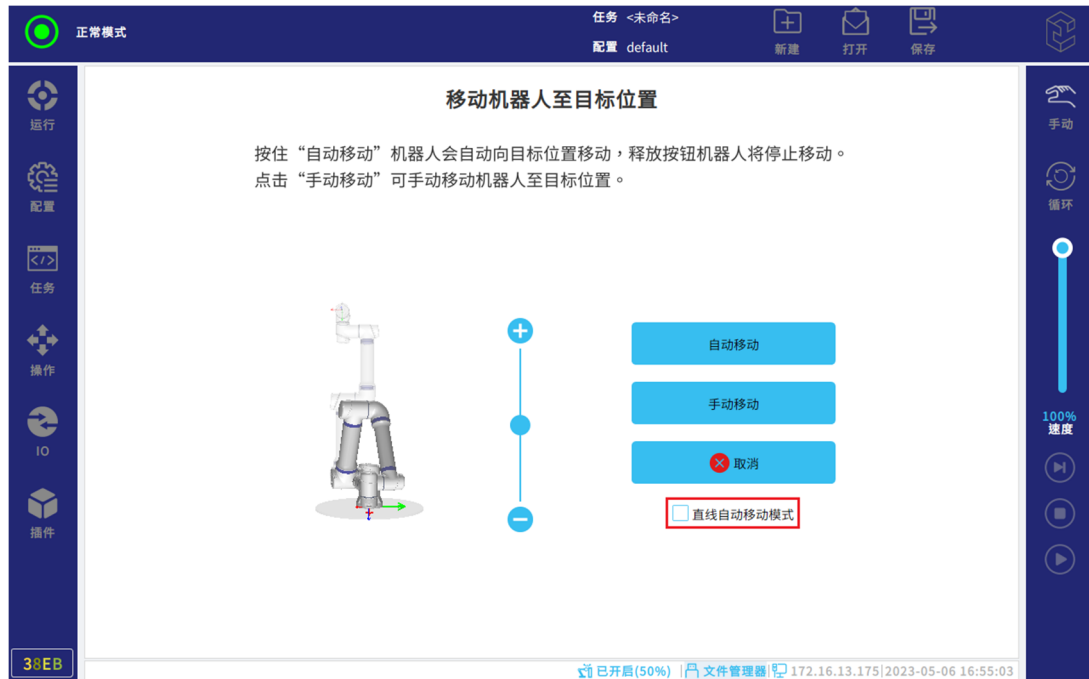 正常模式
任务 <未命名>
配置 default
新建
打开
保存
运行
配置
任务
操作
IO
插件
38EB
移动机器人至目标位置
按住“自动移动”机器人会自动向目标位置移动，释放按钮机器人将停止移动。
点击“手动移动”可手动移动机器人至目标位置。
自动移动
手动移动
取消
直线自动移动模式
手动
循环
100%
速度
已开启(50%) |文件管理器| 172.16.13.175|2023-05-06 16:55:03